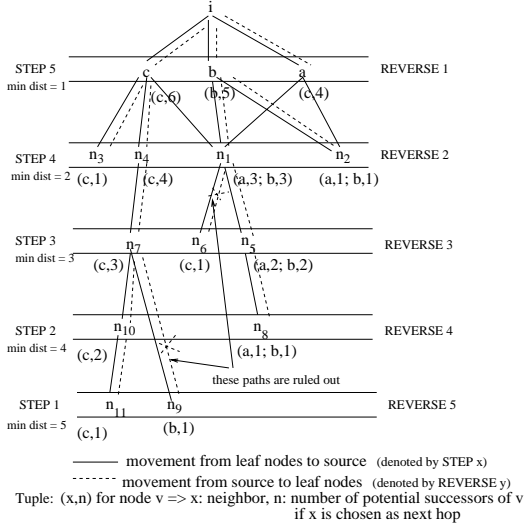 i
STEP 5
c
b
a
REVERSE 1
min dist = 1
(c,6)
(b,5)
(c,4)
n3
n4
n1
n2
STEP 4
REVERSE 2
min dist = 2
(c,1)
(c,4)
(a,3; b,3)
(a,1; b,1)
STEP 3
n7
n6
n5
REVERSE 3
min dist = 3
(c,3)
(c,1)
(a,2; b,2)
STEP 2
n10
n8
REVERSE 4
min dist = 4
(c,2)
(a,1; b,1)
these paths are ruled out
STEP 1
n11
n9
REVERSE 5
min dist = 5
(c,1)
(b,1)
movement from leaf nodes to source (denoted by STEP x)
movement from source to leaf nodes (denoted by REVERSE y)
Tuple: (x,n) for node v => x: neighbor, n: number of potential successors of v
if x is chosen as next hop